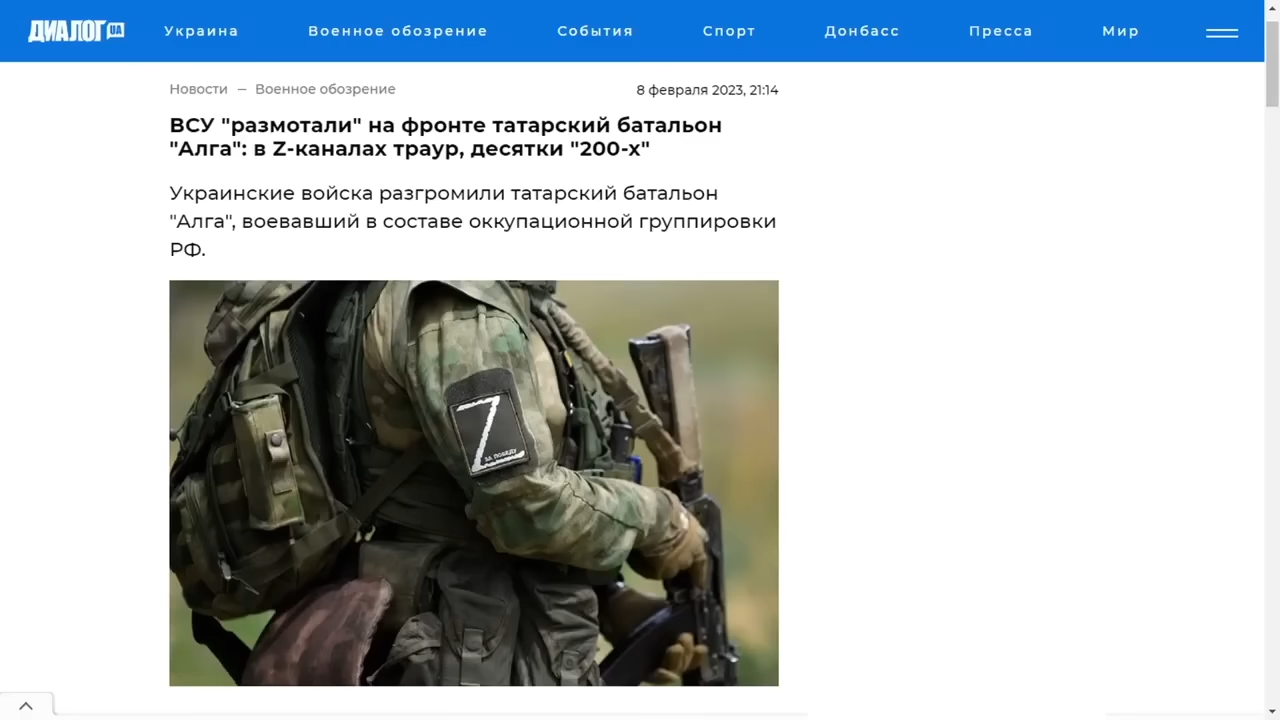 ДИАЛОГ UA
Украина
Военное обозрение
События
Спорт
Донбасс
Пресса
Мир
Новости — Военное обозрение
8 февраля 2023, 21:14
ВСУ "размотали" на фронте татарский батальон
"Алга": в Z-каналах траур, десятки "200-х"
Украинские войска разгромили татарский батальон
"Алга", воевавший в составе оккупационной группировки
РФ.
Z
ЗА ПОБЕДУ